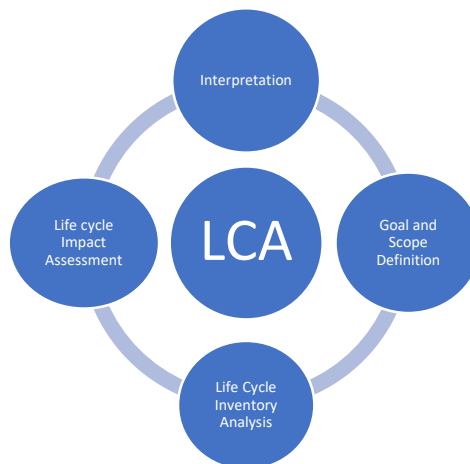 Interpretation
Life cycle
Impact
Assessment
LCA
Goal and
Scope
Definition
Life Cycle
Inventory
Analysis